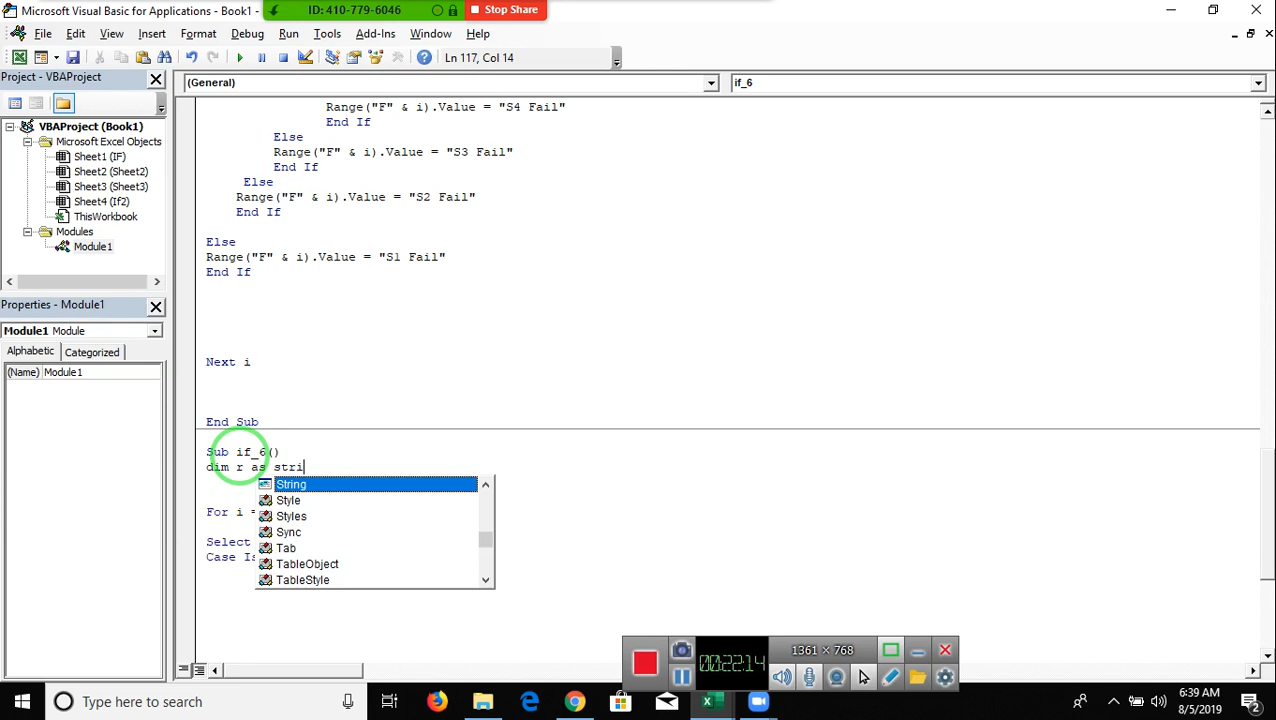 Microsoft Visual Basic for Applications - Book1 -
ID: 410-779-6046
Stop Share
File Edit View Insert Format Debug Run Tools Add-Ins Window Help
Ln 117, Col 14
Project - VBAProject
(General)
if_6
VBAProject (Book1)
Microsoft Excel Objects
Sheet1 (IF)
Sheet2 (Sheet2)
Sheet3 (Sheet3)
Sheet4 (If2)
ThisWorkbook
Modules
Module1
Properties - Module1
Module1 Module
Alphabetic Categorized
(Name) Module1
Range("F" & i).Value = "S4 Fail"
End If
Else
Range("F" & i).Value = "S3 Fail"
End If
Else
Range("F" & i).Value = "S2 Fail"
End If
Else
Range("F" & i).Value = "S1 Fail"
End If
Next i
End Sub
Sub if_6()
dim r as stri
For i =
Select
Case Is
String
Style
Styles
Sync
Tab
TableObject
TableStyle
00:22:14
1361 × 768
Type here to search
6:39 AM
8/5/2019
2